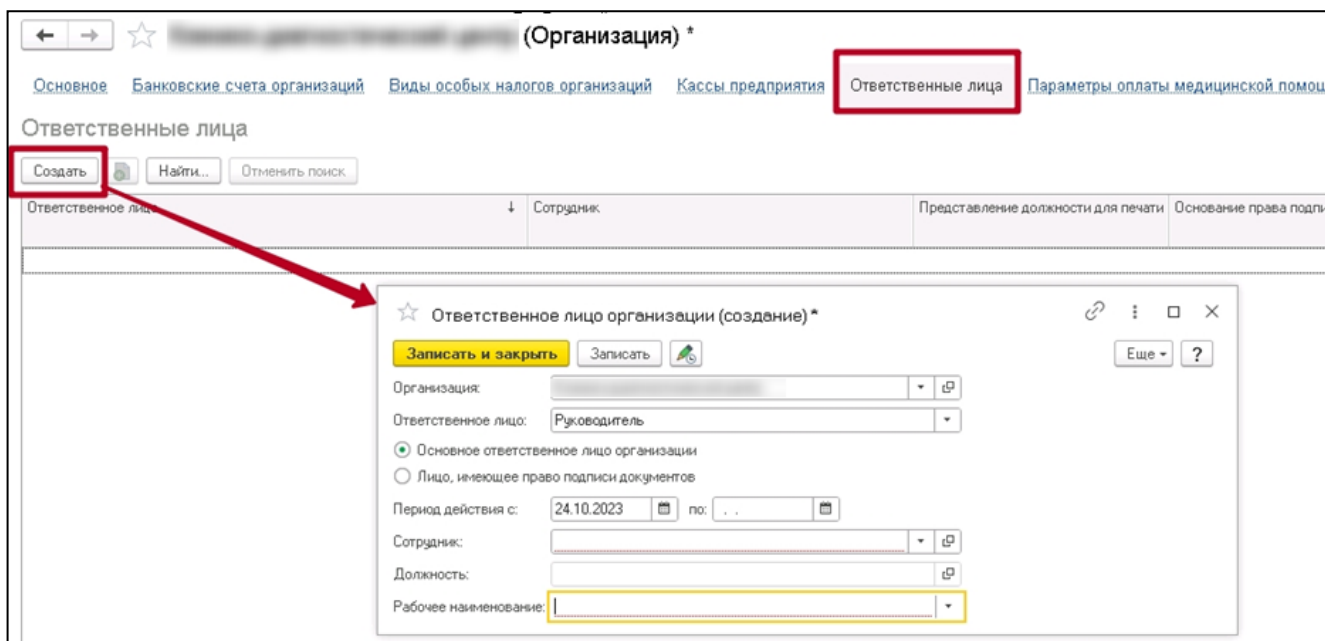 (Организация) *
Основное Банковские счета организаций Виды особых налогов организаций Кассы предприятия Ответственные лица Параметры оплаты медицинской помощ
Ответственные лица
Создать Найти... Отменить поиск
Ответственное лицо ↓ Сотрудник Представление должности для печати Основание права подпи
Ответственное лицо организации (создание) *
Записать и закрыть Записать Еще ?
Организация:
Ответственное лицо: Руководитель
Основное ответственное лицо организации
Лицо, имеющее право подписи документов
Период действия с: 24.10.2023 по: . .
Сотрудник:
Должность:
Рабочее наименование: